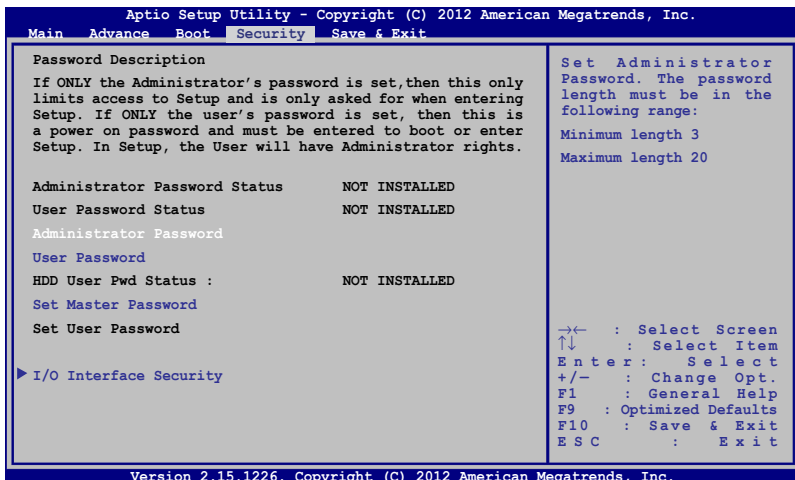 Aptio Setup Utility - Copyright (C) 2012 American Megatrends, Inc.
Main Advance Boot Security Save & Exit
Password Description
If ONLY the Administrator's password is set,then this only
limits access to Setup and is only asked for when entering
Setup. If ONLY the user's password is set, then this is
a power on password and must be entered to boot or enter
Setup. In Setup, the User will have Administrator rights.
Administrator Password Status NOT INSTALLED
User Password Status NOT INSTALLED
Administrator Password
User Password
HDD User Pwd Status : NOT INSTALLED
Set Master Password
Set User Password
I/O Interface Security
Set Administrator
Password. The password
length must be in the
following range:
Minimum length 3
Maximum length 20
→← : Select Screen
↑↓ : Select Item
Enter: Select
+/— : Change Opt.
F1 : General Help
F9 : Optimized Defaults
F10 : Save & Exit
ESC : Exit
Version 2.15.1226. Copyright (C) 2012 American Megatrends, Inc.